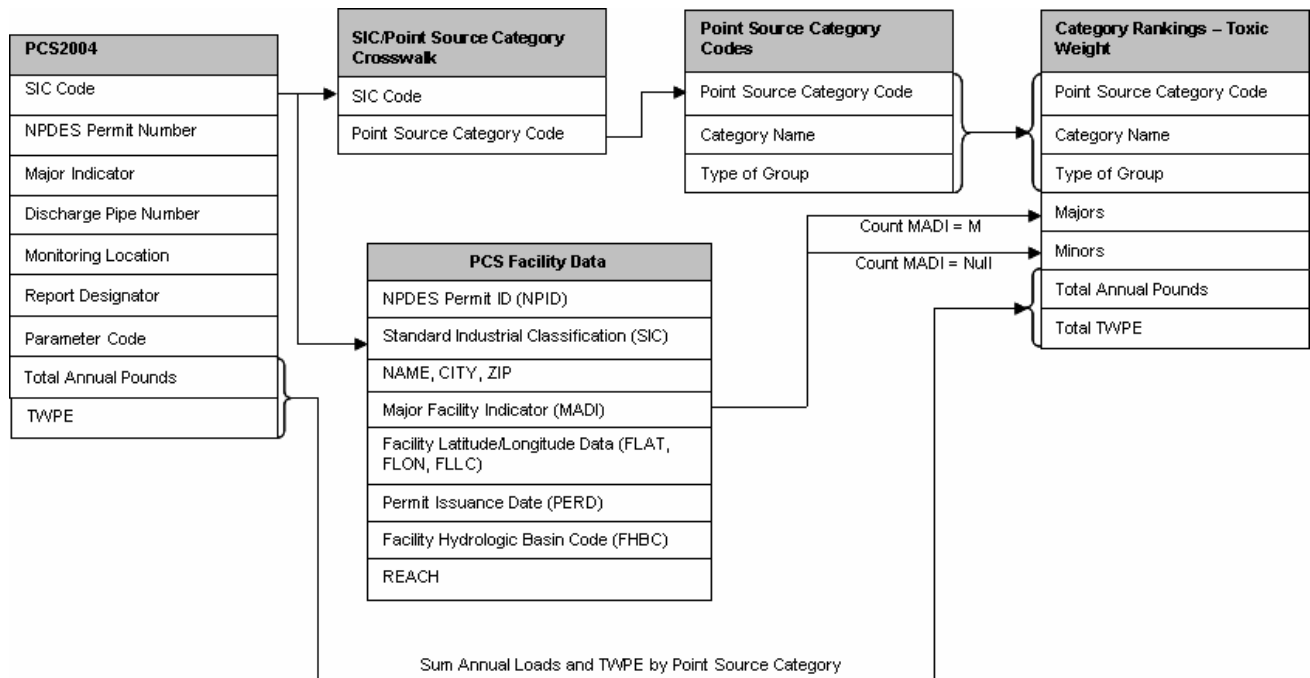 PCS2004
SIC Code
NPDES Permit Number
Major Indicator
Discharge Pipe Number
Monitoring Location
Report Designator
Parameter Code
Total Annual Pounds
TWPE
SIC/Point Source Category
Crosswalk
SIC Code
Point Source Category Code
Point Source Category
Codes
Point Source Category Code
Category Name
Type of Group
Category Rankings – Toxic
Weight
Point Source Category Code
Category Name
Type of Group
Majors
Minors
Total Annual Pounds
Total TWPE
Count MADI = M
Count MADI = Null
PCS Facility Data
NPDES Permit ID (NPID)
Standard Industrial Classification (SIC)
NAME, CITY, ZIP
Major Facility Indicator (MADI)
Facility Latitude/Longitude Data (FLAT,
FLON, FLLC)
Permit Issuance Date (PERD)
Facility Hydrologic Basin Code (FHBC)
REACH
Sum Annual Loads and TWPE by Point Source Category